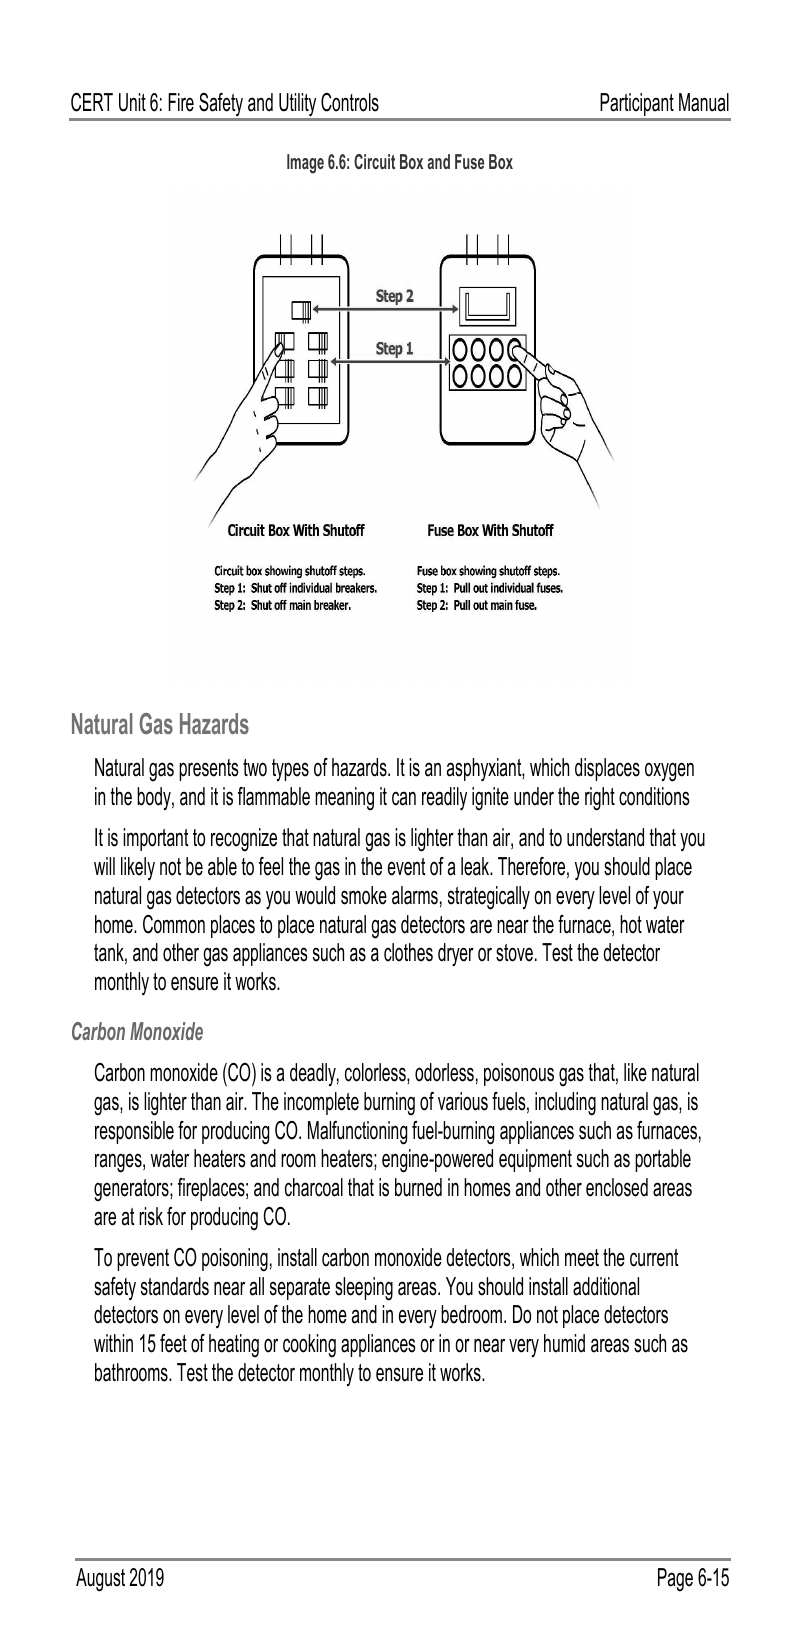 CERT Unit 6: Fire Safety and Utility Controls Participant Manual
Image 6.6: Circuit Box and Fuse Box
Step 2
Step 1
Circuit Box With Shutoff
Circuit box showing shutoff steps.
Step 1: Shut off individual breakers.
Step 2: Shut off main breaker.
Fuse Box With Shutoff
Fuse box showing shutoff steps.
Step 1: Pull out individual fuses.
Step 2: Pull out main fuse.
Natural Gas Hazards
Natural gas presents two types of hazards. It is an asphyxiant, which displaces oxygen
in the body, and it is flammable meaning it can readily ignite under the right conditions
It is important to recognize that natural gas is lighter than air, and to understand that you
will likely not be able to feel the gas in the event of a leak. Therefore, you should place
natural gas detectors as you would smoke alarms, strategically on every level of your
home. Common places to place natural gas detectors are near the furnace, hot water
tank, and other gas appliances such as a clothes dryer or stove. Test the detector
monthly to ensure it works.
Carbon Monoxide
Carbon monoxide (CO) is a deadly, colorless, odorless, poisonous gas that, like natural
gas, is lighter than air. The incomplete burning of various fuels, including natural gas, is
responsible for producing CO. Malfunctioning fuel-burning appliances such as furnaces,
ranges, water heaters and room heaters; engine-powered equipment such as portable
generators; fireplaces; and charcoal that is burned in homes and other enclosed areas
are at risk for producing CO.
To prevent CO poisoning, install carbon monoxide detectors, which meet the current
safety standards near all separate sleeping areas. You should install additional
detectors on every level of the home and in every bedroom. Do not place detectors
within 15 feet of heating or cooking appliances or in or near very humid areas such as
bathrooms. Test the detector monthly to ensure it works.
August 2019 Page 6-15